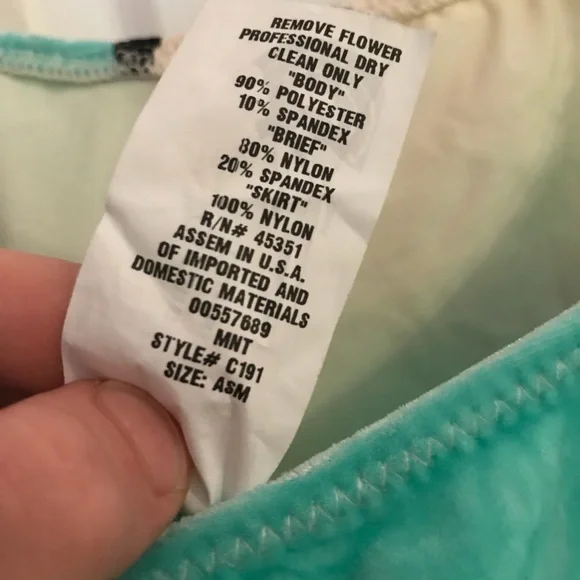 REMOVE FLOWER
PROFESSIONAL DRY
CLEAN ONLY
"BODY"
90% POLYESTER
10% SPANDEX
"BRIEF"
80% NYLON
20% SPANDEX
"SKIRT"
100% NYLON
R/N# 45351
ASSEM IN U.S.A.
OF IMPORTED AND
DOMESTIC MATERIALS
00557689
MNT
STYLE# C191
SIZE: ASM